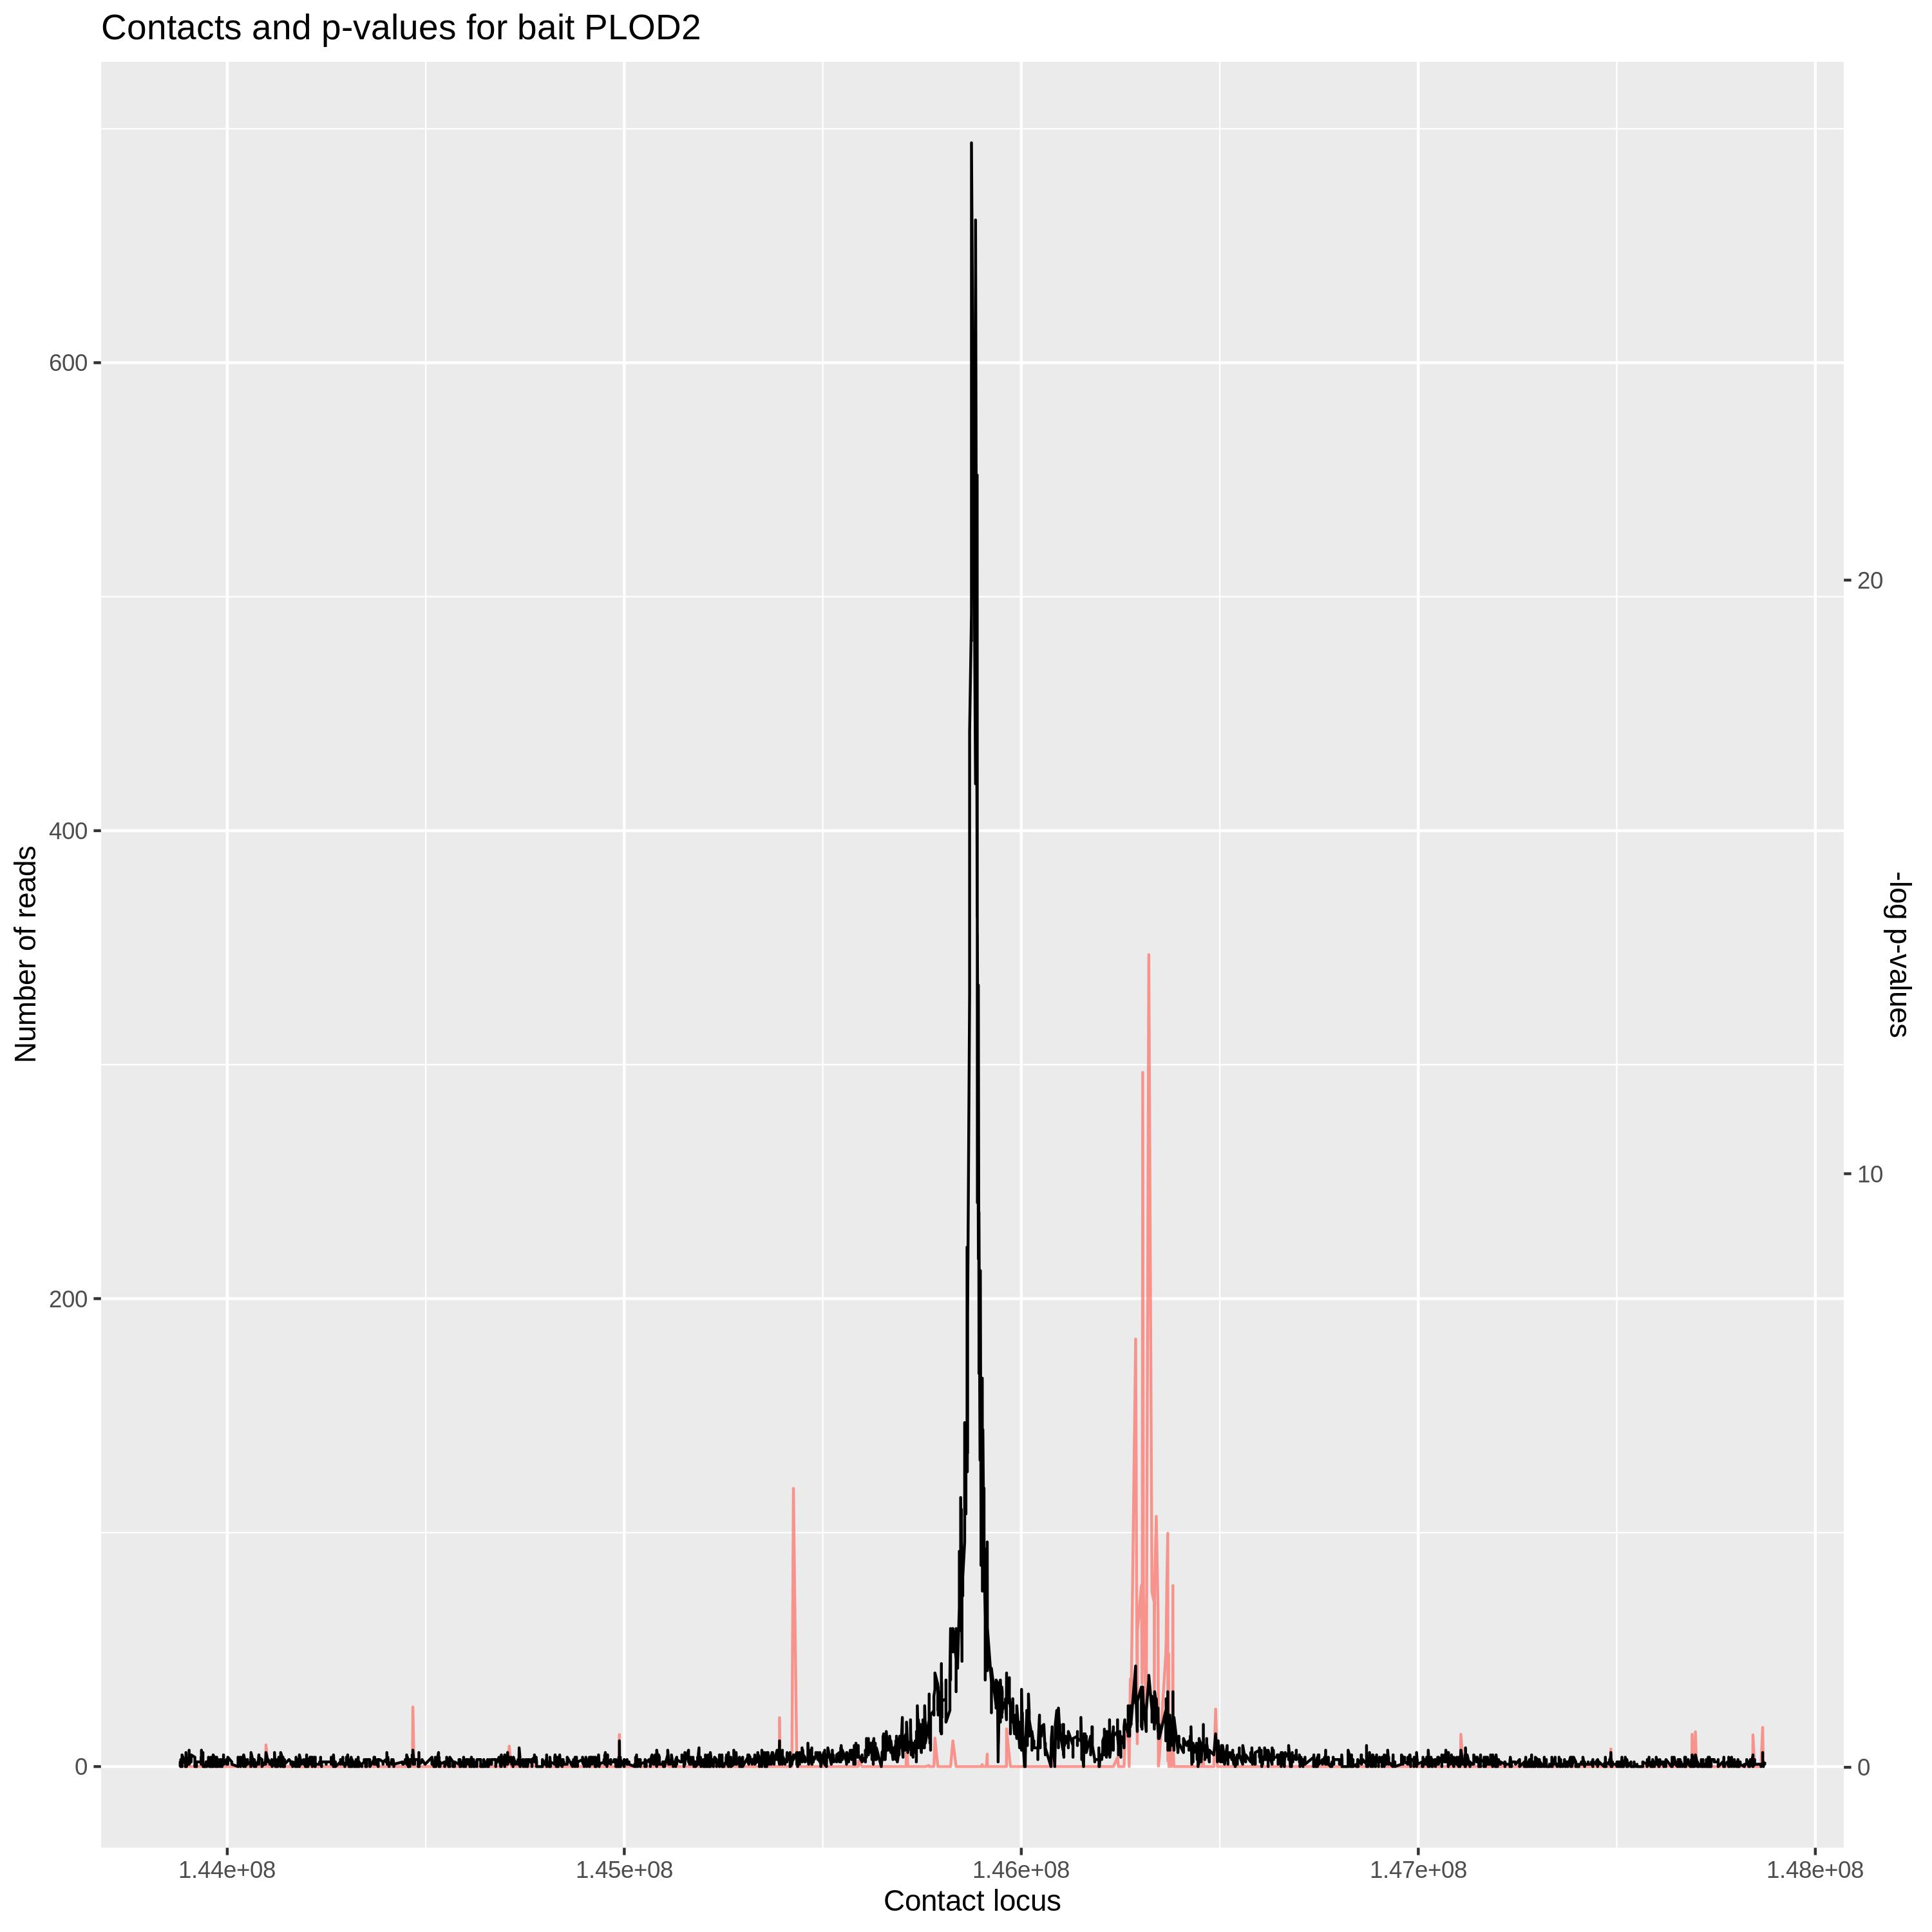 Contacts and p-values for bait PLOD2
600
400
200
0
Number of reads
20
10
0
-log p-values
1.44e+08 1.45e+08 1.46e+08 1.47e+08 1.48e+08
Contact locus